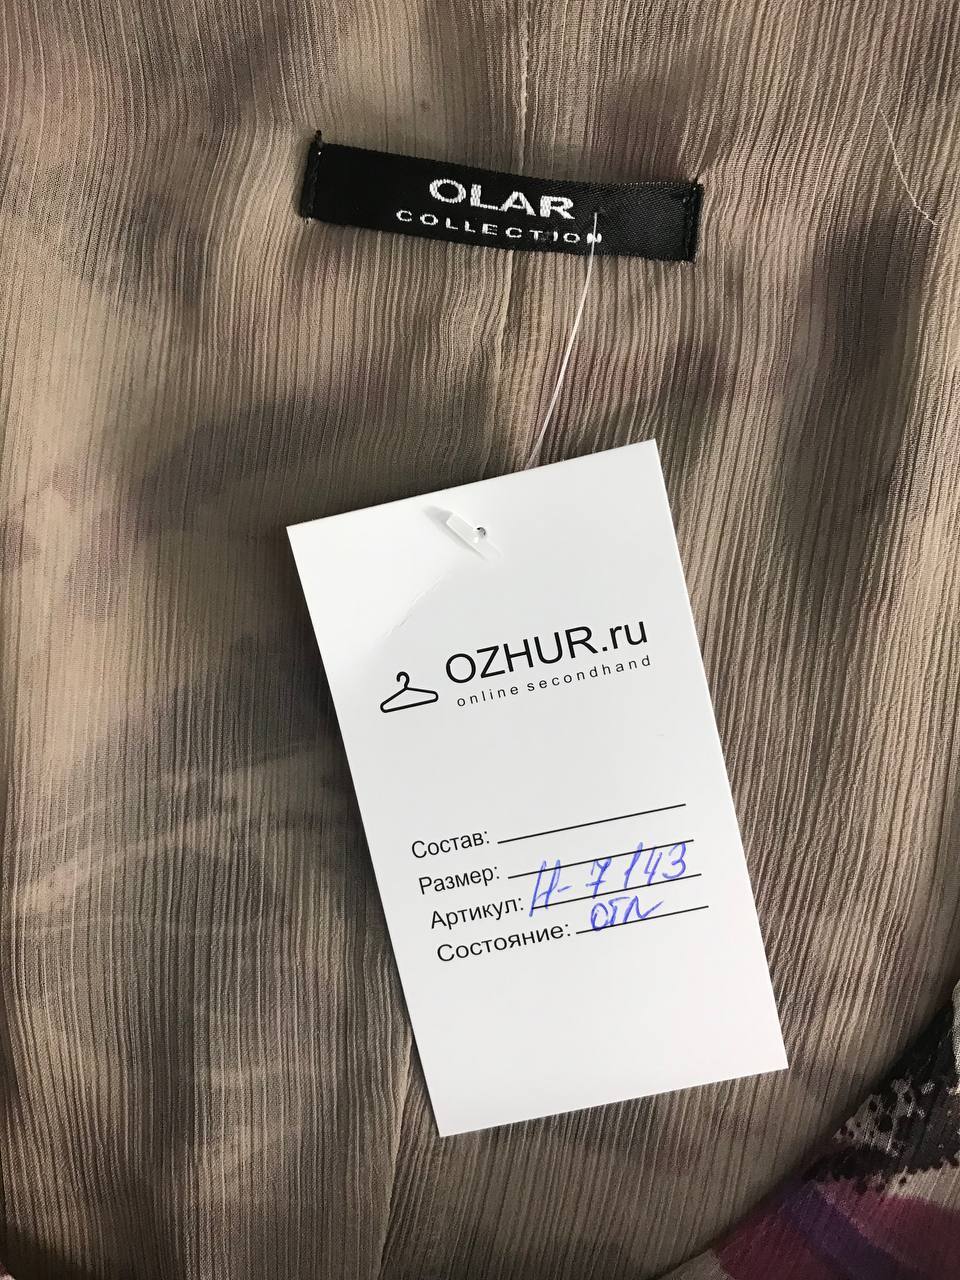 OLAR
COLLECTION
OZHUR.ru
online secondhand
Состав:
Размер:
Артикул: Н-7143
Состояние: отл